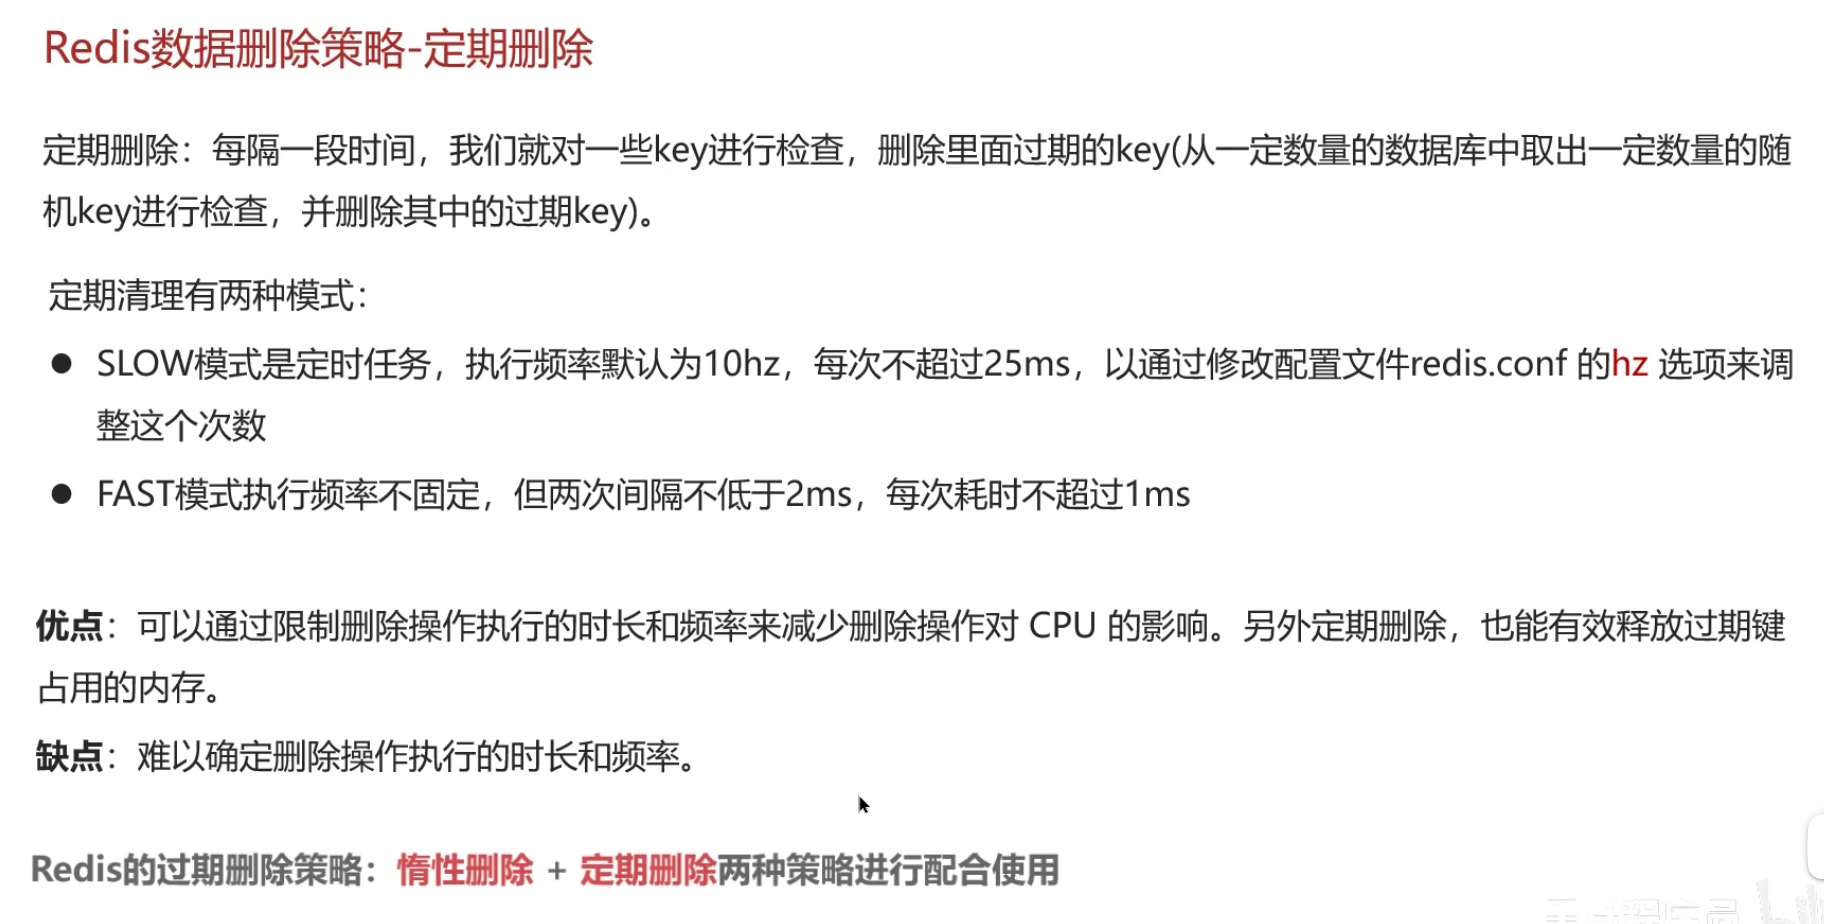 Redis数据删除策略-定期删除
定期删除：每隔一段时间，我们就对一些key进行检查，删除里面过期的key(从一定数量的数据库中取出一定数量的随
机key进行检查，并删除其中的过期key)。
定期清理有两种模式：
● SLOW模式是定时任务，执行频率默认为10hz，每次不超过25ms，以通过修改配置文件redis.conf 的hz 选项来调
整这个次数
● FAST模式执行频率不固定，但两次间隔不低于2ms，每次耗时不超过1ms
优点：可以通过限制删除操作执行的时长和频率来减少删除操作对 CPU 的影响。另外定期删除，也能有效释放过期键
占用的内存。
缺点：难以确定删除操作执行的时长和频率。
Redis的过期删除策略：惰性删除 + 定期删除两种策略进行配合使用